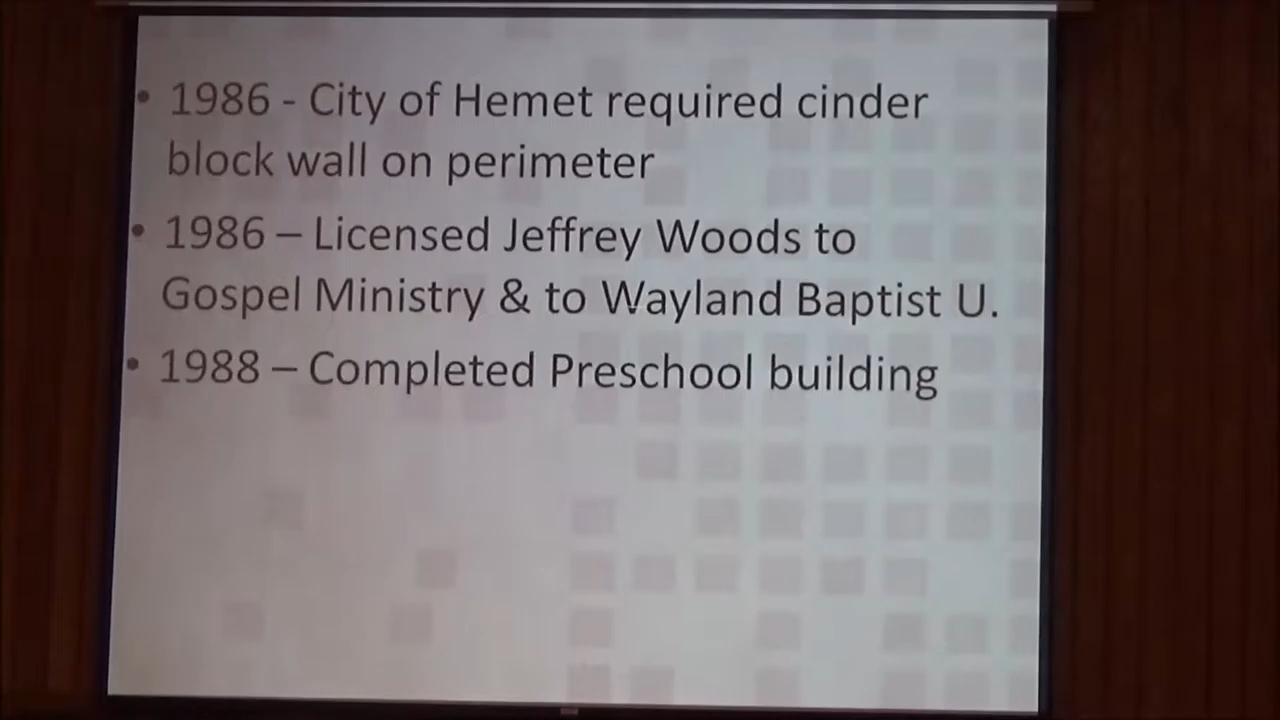 • 1986 - City of Hemet required cinder
block wall on perimeter
• 1986 – Licensed Jeffrey Woods to
Gospel Ministry & to Wayland Baptist U.
• 1988 – Completed Preschool building